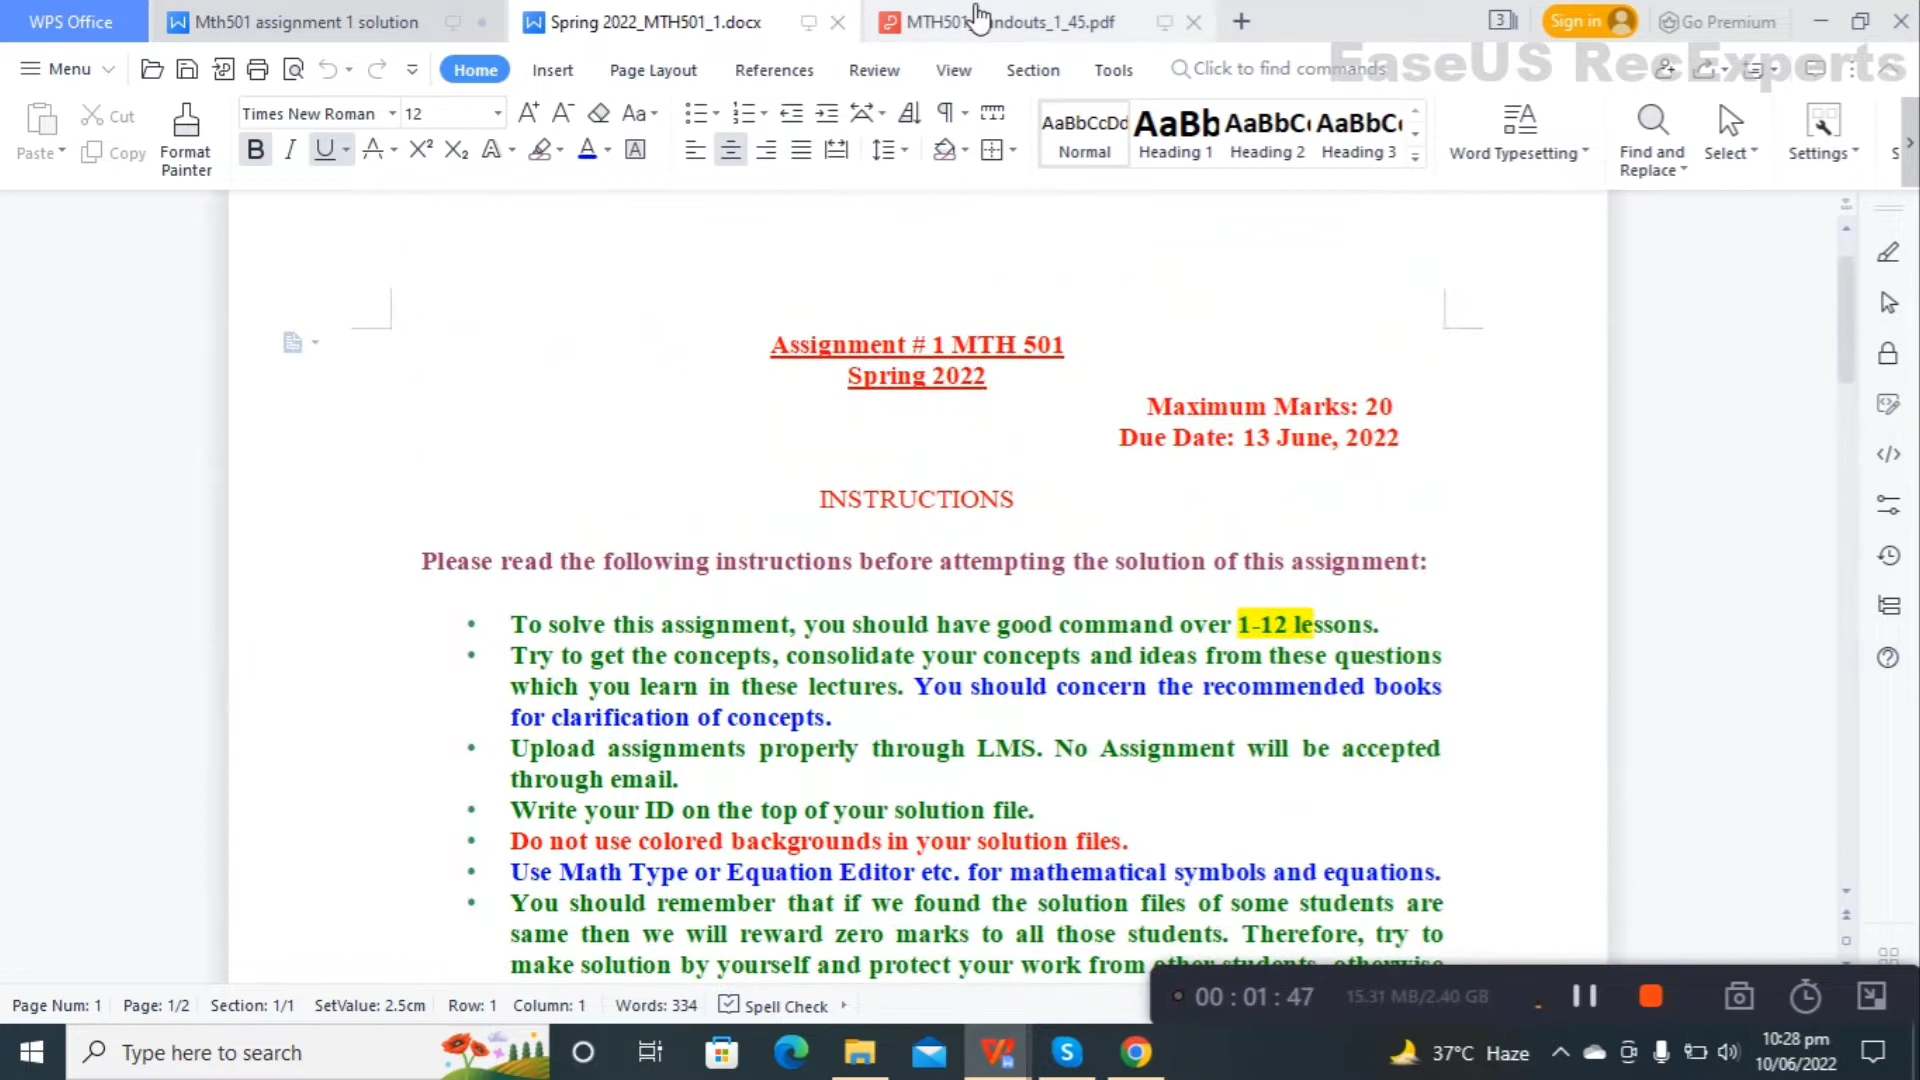 WPS Office
Mth501 assignment 1 solution
Spring 2022_MTH501_1.docx
MTH501 ndouts_1_45.pdf
3
Sign in
Go Premium
EaseUS RecExperts
Menu
Home
Insert
Page Layout
References
Review
View
Section
Tools
Click to find commands
Paste
Cut
Copy
Format
Painter
Times New Roman
12
AaBbCcDd
Normal
AaBb
Heading 1
AaBbC
Heading 2
AaBbC
Heading 3
Word Typesetting
Find and
Replace
Select
Settings
Assignment # 1 MTH 501
Spring 2022
Maximum Marks: 20
Due Date: 13 June, 2022
INSTRUCTIONS
Please read the following instructions before attempting the solution of this assignment:
• To solve this assignment, you should have good command over 1-12 lessons.
• Try to get the concepts, consolidate your concepts and ideas from these questions
which you learn in these lectures. You should concern the recommended books
for clarification of concepts.
• Upload assignments properly through LMS. No Assignment will be accepted
through email.
• Write your ID on the top of your solution file.
• Do not use colored backgrounds in your solution files.
• Use Math Type or Equation Editor etc. for mathematical symbols and equations.
• You should remember that if we found the solution files of some students are
same then we will reward zero marks to all those students. Therefore, try to
make solution by yourself and protect your work from other students, otherwise
Page Num: 1
Page: 1/2
Section: 1/1
SetValue: 2.5cm
Row: 1
Column: 1
Words: 334
Spell Check
00 : 01 : 47
15.31 MB/2.40 GB
Type here to search
37°C Haze
10:28 pm
10/06/2022